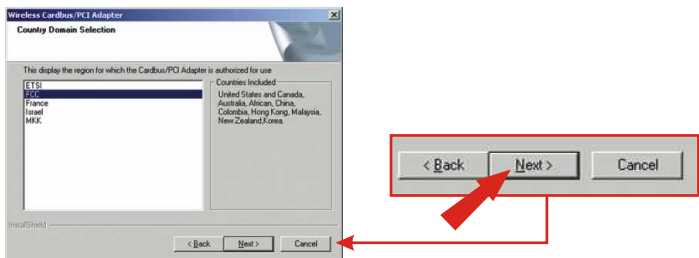 Wireless Cardbus/PCI Adapter
Country Domain Selection
This display the region for which the Cardbus/PCI Adapter is authorized for use
ETSI
FCC
France
Israel
MKK
Countries Included
United States and Canada,
Australia, African, China,
Colombia, Hong Kong, Malaysia,
New Zealand,Korea.
InstallShield
< Back
Next >
Cancel
< Back
Next >
Cancel